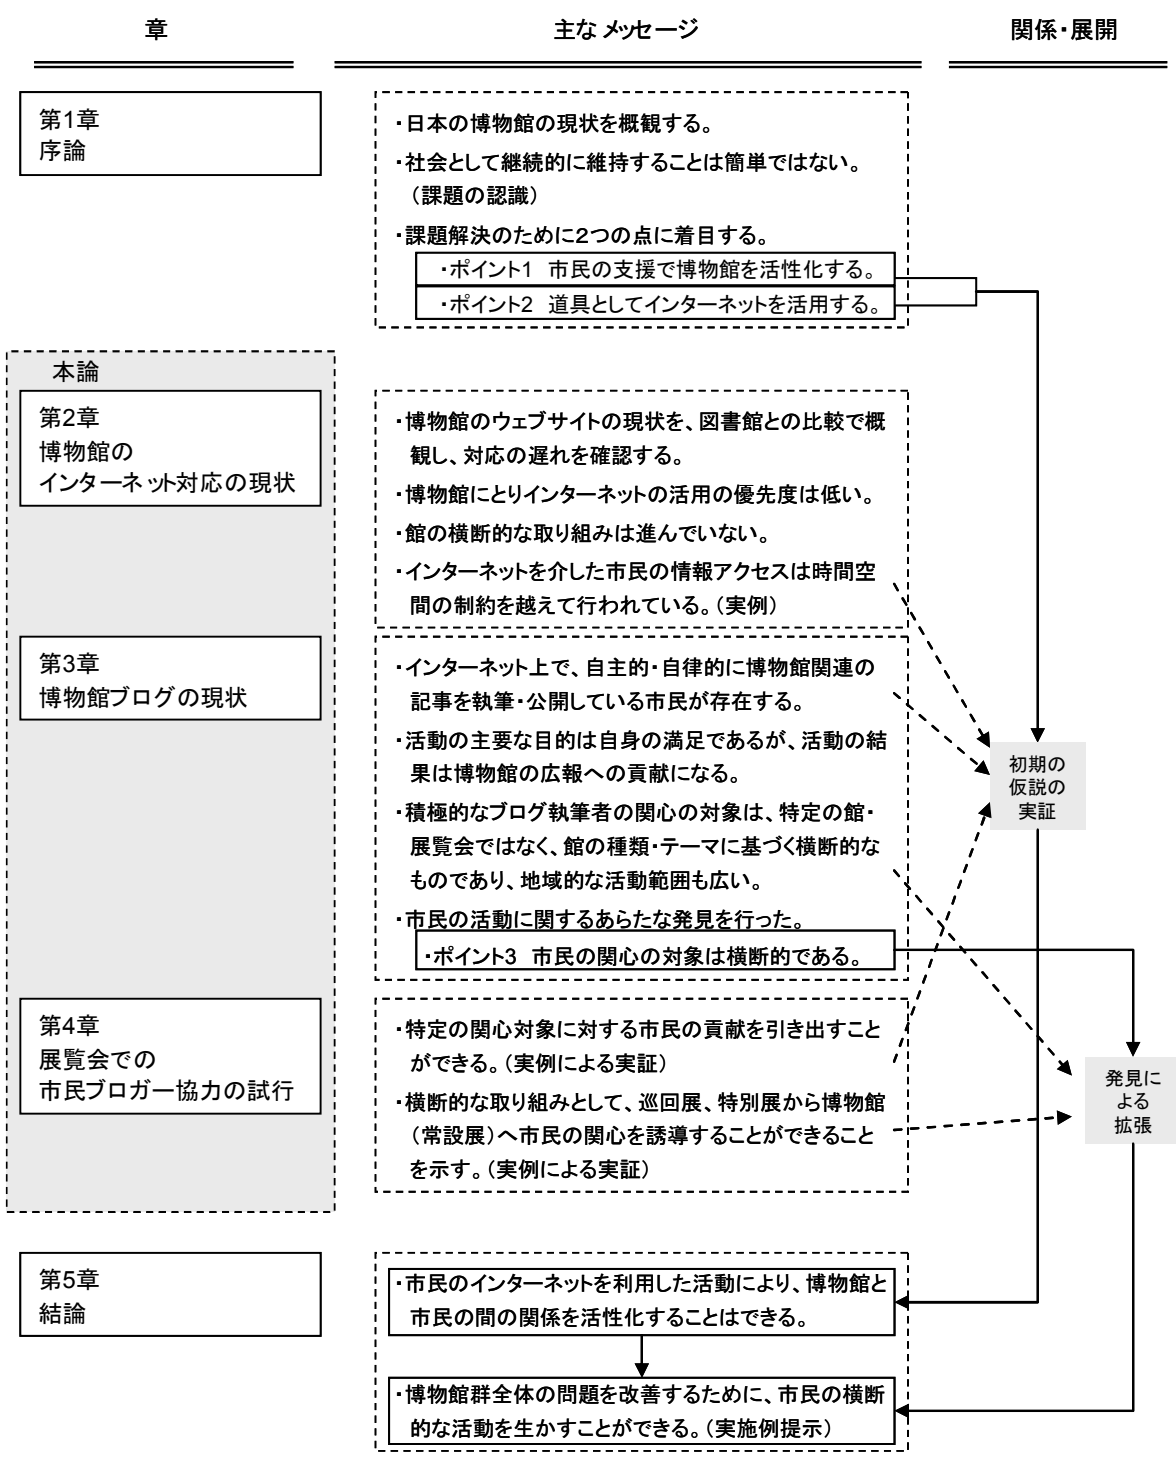 章
主なメッセージ
関係・展開
第1章
序論
・日本の博物館の現状を概観する。
・社会として継続的に維持することは簡単ではない。
（課題の認識）
・課題解決のために２つの点に着目する。
・ポイント1　市民の支援で博物館を活性化する。
・ポイント2　道具としてインターネットを活用する。
本論
第2章
博物館の
インターネット対応の現状
・博物館のウェブサイトの現状を、図書館との比較で概
観し、対応の遅れを確認する。
・博物館にとりインターネットの活用の優先度は低い。
・館の横断的な取り組みは進んでいない。
・インターネットを介した市民の情報アクセスは時間空
間の制約を越えて行われている。（実例）
第3章
博物館ブログの現状
・インターネット上で、自主的・自律的に博物館関連の
記事を執筆・公開している市民が存在する。
・活動の主要な目的は自身の満足であるが、活動の結
果は博物館の広報への貢献になる。
・積極的なブログ執筆者の関心の対象は、特定の館・
展覧会ではなく、館の種類・テーマに基づく横断的な
ものであり、地域的な活動範囲も広い。
・市民の活動に関するあらたな発見を行った。
・ポイント3　市民の関心の対象は横断的である。
初期の
仮説の
実証
第4章
展覧会での
市民ブロガー協力の試行
・特定の関心対象に対する市民の貢献を引き出すこと
ができる。（実例による実証）
・横断的な取り組みとして、巡回展、特別展から博物館
（常設展）へ市民の関心を誘導することができること
を示す。（実例による実証）
発見に
よる
拡張
第5章
結論
・市民のインターネットを利用した活動により、博物館と
市民の間の関係を活性化することはできる。
・博物館群全体の問題を改善するために、市民の横断
的な活動を生かすことができる。（実施例提示）